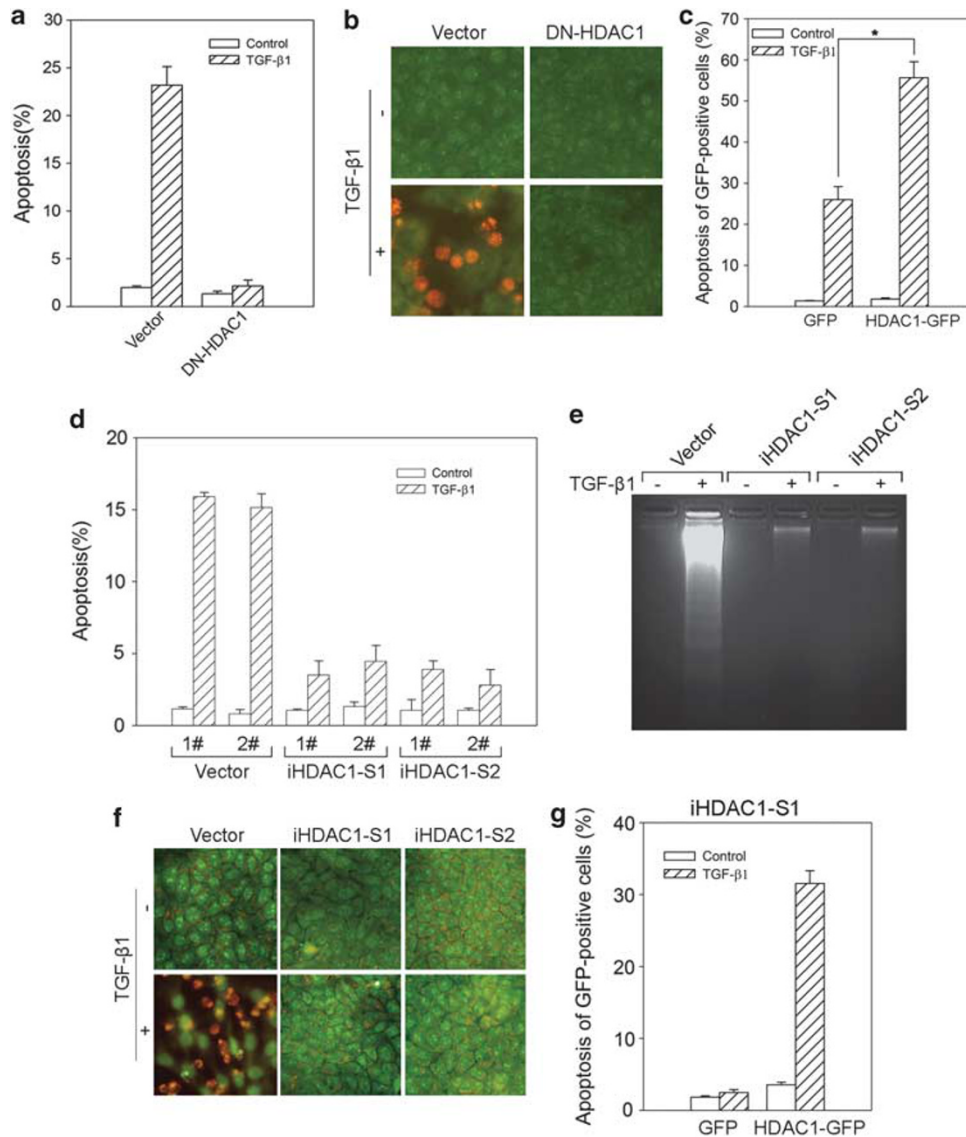 a
30
25
20
15
10
5
0
Apoptosis(%)
Control
TGF-β1
Vector
DN-HDAC1
b
Vector
DN-HDAC1
TGF-β1
-
+
c
70
60
50
40
30
20
10
0
Apoptosis of GFP-positive cells (%)
Control
TGF-β1
*
GFP
HDAC1-GFP
d
20
15
10
5
0
Apoptosis(%)
Control
TGF-β1
1# 2# 1# 2# 1# 2#
Vector iHDAC1-S1 iHDAC1-S2
e
Vector
iHDAC1-S1
iHDAC1-S2
TGF-β1 - + - + - +
f
Vector iHDAC1-S1 iHDAC1-S2
TGF-β1
-
+
g
iHDAC1-S1
40
30
20
10
0
Apoptosis of GFP-positive cells (%)
Control
TGF-β1
GFP
HDAC1-GFP